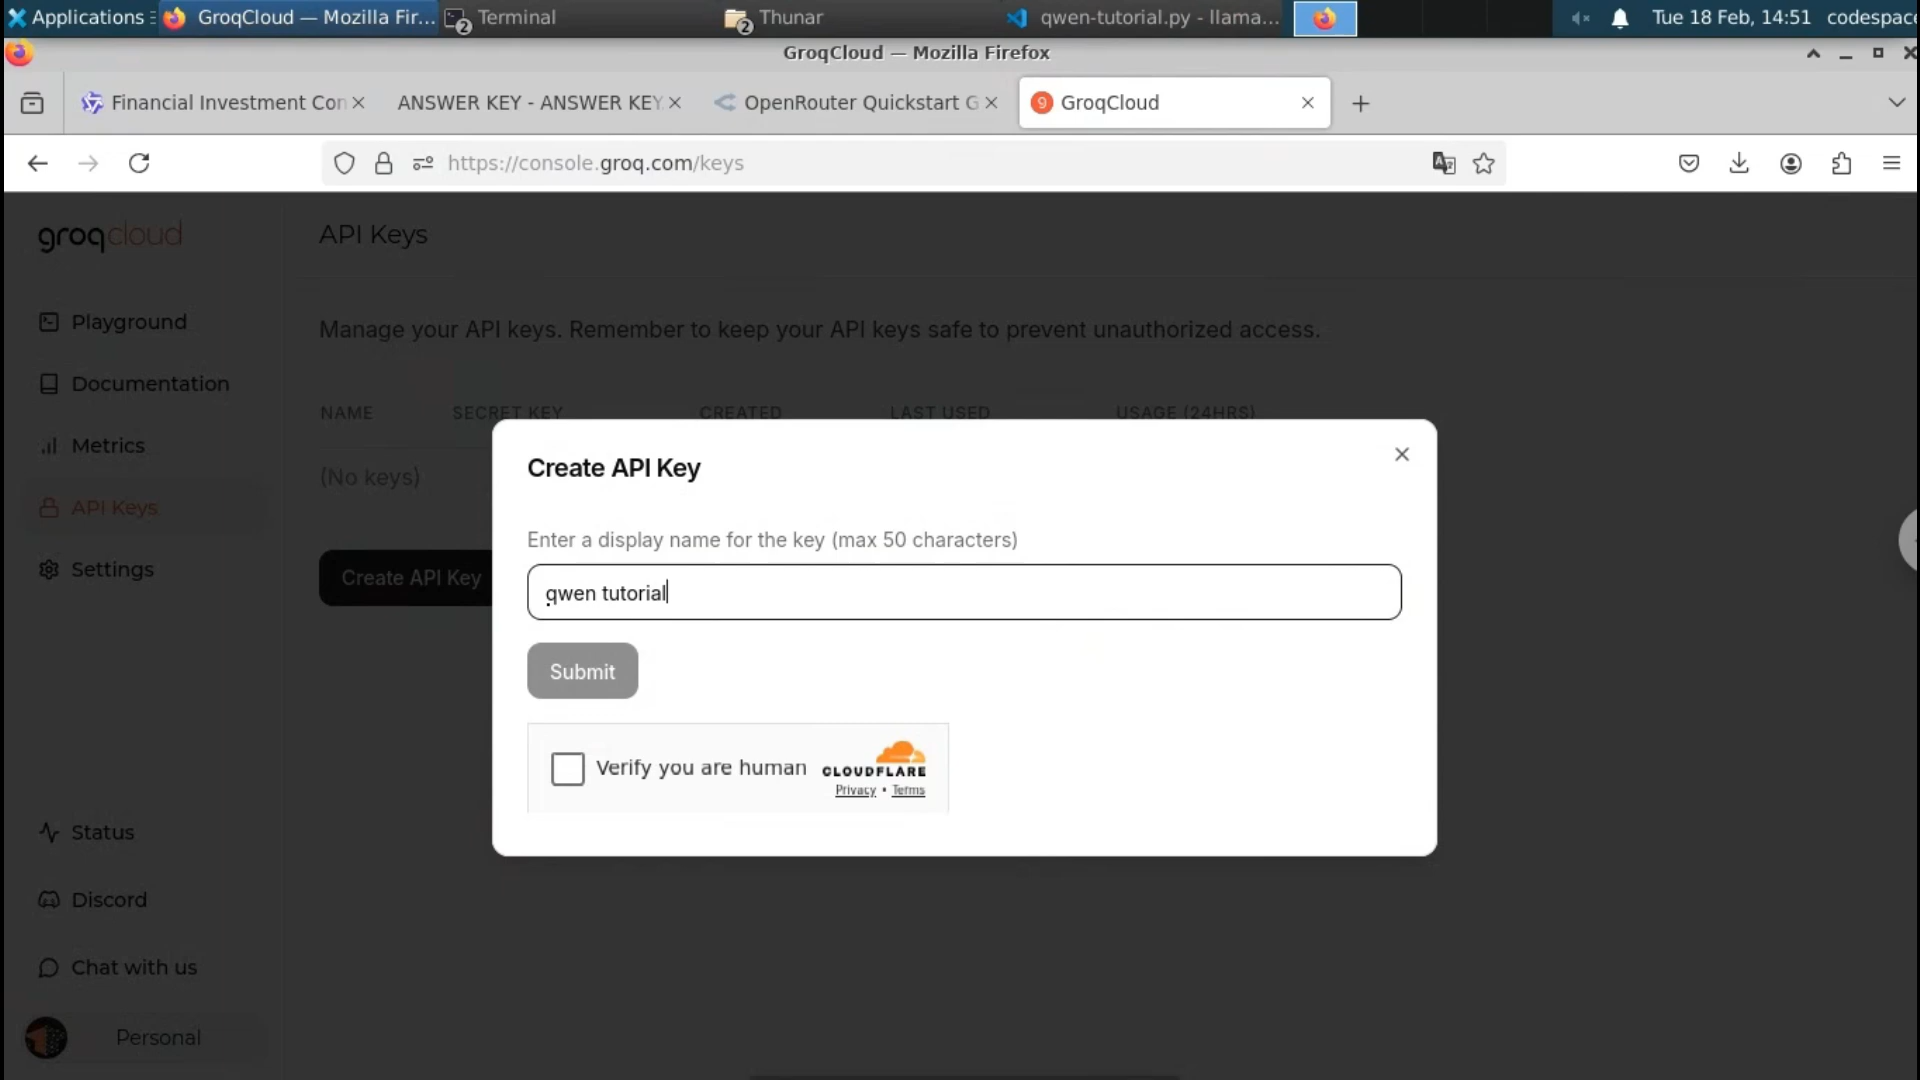 Applications GroqCloud — Mozilla Fir... 2 Terminal 2 Thunar qwen-tutorial.py - llama... Tue 18 Feb, 14:51 codespace
GroqCloud — Mozilla Firefox
Financial Investment Con ANSWER KEY - ANSWER KEY OpenRouter Quickstart G 9 GroqCloud
https://console.groq.com/keys
groqcloud
API Keys
Playground
Documentation
Metrics
API Keys
Settings
Manage your API keys. Remember to keep your API keys safe to prevent unauthorized access.
NAME SECRET KEY CREATED LAST USED USAGE (24HRS)
(No keys)
Create API Key
Create API Key
Enter a display name for the key (max 50 characters)
qwen tutorial
Submit
Verify you are human
CLOUDFLARE
Privacy • Terms
Status
Discord
Chat with us
Personal